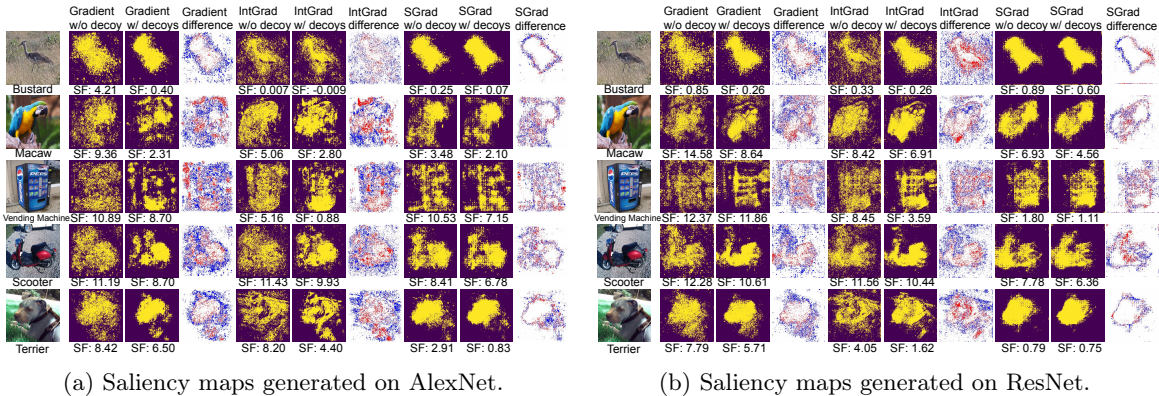 Gradient w/o decoy Gradient w/ decoys Gradient difference IntGrad w/o decoy IntGrad w/ decoys IntGrad difference SGrad w/o decoy SGrad w/ decoys SGrad difference
Bustard SF: 4.21 SF: 0.40 SF: 0.007 SF: -0.009 SF: 0.25 SF: 0.07
Macaw SF: 9.36 SF: 2.31 SF: 5.06 SF: 2.80 SF: 3.48 SF: 2.10
PEPSI
Vending Machine SF: 10.89 SF: 8.70 SF: 5.16 SF: 0.88 SF: 10.53 SF: 7.15
Scooter SF: 11.19 SF: 8.70 SF: 11.43 SF: 9.93 SF: 8.41 SF: 6.78
Terrier SF: 8.42 SF: 6.50 SF: 8.20 SF: 4.40 SF: 2.91 SF: 0.83
(a) Saliency maps generated on AlexNet.
Gradient w/o decoy Gradient w/ decoys Gradient difference IntGrad w/o decoy IntGrad w/ decoys IntGrad difference SGrad w/o decoy SGrad w/ decoys SGrad difference
Bustard SF: 0.85 SF: 0.26 SF: 0.33 SF: 0.26 SF: 0.89 SF: 0.60
Macaw SF: 14.58 SF: 8.64 SF: 8.42 SF: 6.91 SF: 6.93 SF: 4.56
PEPSI
Vending Machine SF: 12.37 SF: 11.86 SF: 8.45 SF: 3.59 SF: 1.80 SF: 1.11
Scooter SF: 12.28 SF: 10.61 SF: 11.56 SF: 10.44 SF: 7.78 SF: 6.36
Terrier SF: 7.79 SF: 5.71 SF: 4.05 SF: 1.62 SF: 0.79 SF: 0.75
(b) Saliency maps generated on ResNet.